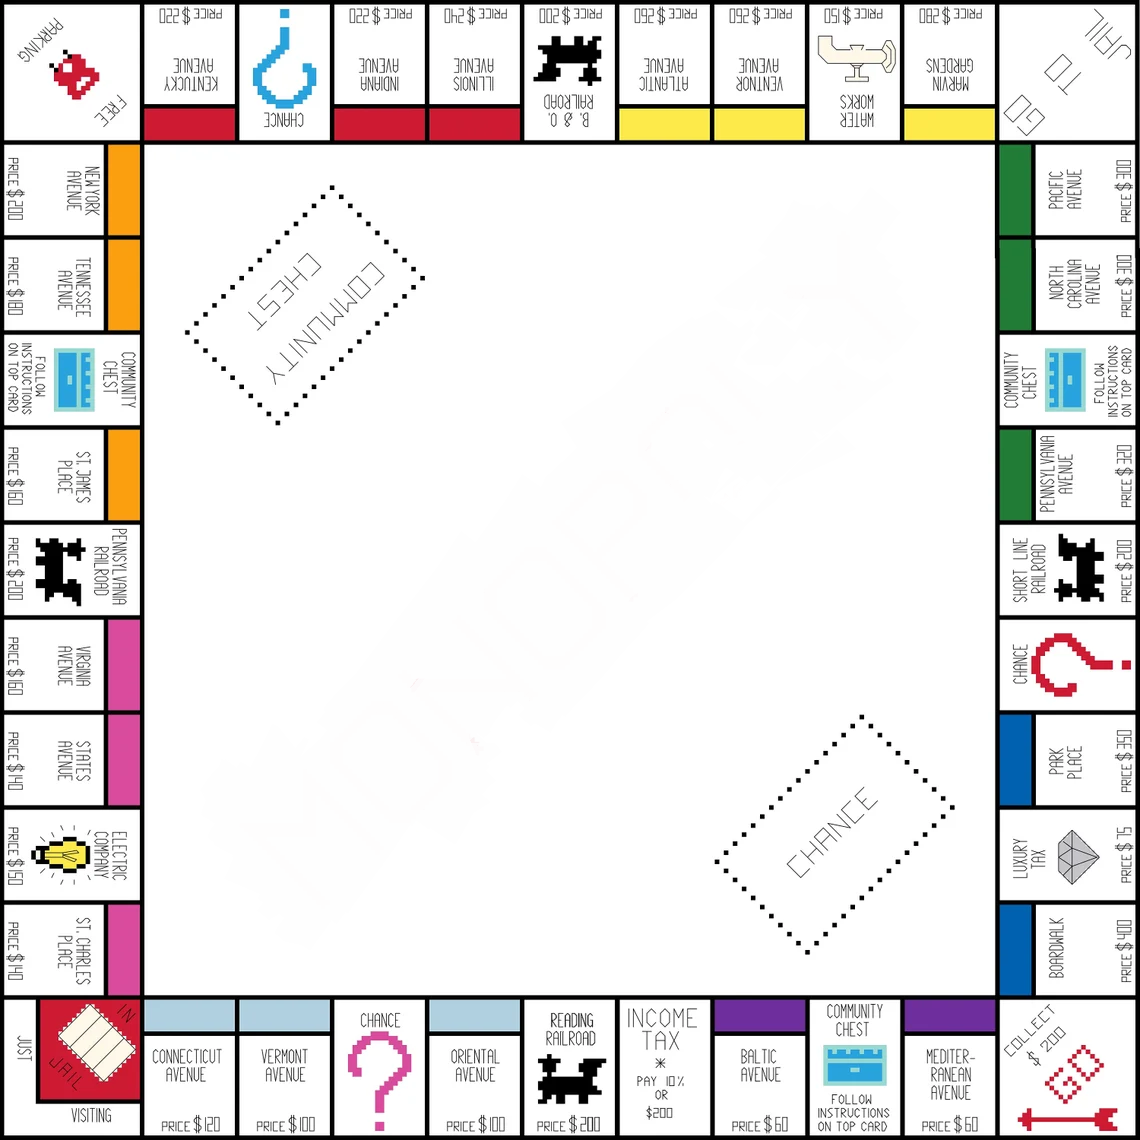 FREE
PARKING
KENTUCKY
AVENUE
PRICE $220
CHANCE
INDIANA
AVENUE
PRICE $220
ILLINOIS
AVENUE
PRICE $240
B. & O.
RAILROAD
PRICE $200
ATLANTIC
AVENUE
PRICE $260
VENTNOR
AVENUE
PRICE $260
WATER
WORKS
PRICE $150
MARVIN
GARDENS
PRICE $280
GO
TO
JAIL
NEW YORK
AVENUE
PRICE $200
TENNESSEE
AVENUE
PRICE $180
COMMUNITY
CHEST
FOLLOW
INSTRUCTIONS
ON TOP CARD
ST. JAMES
PLACE
PRICE $160
PENNSYLVANIA
RAILROAD
PRICE $200
VIRGINIA
AVENUE
PRICE $160
STATES
AVENUE
PRICE $140
ELECTRIC
COMPANY
PRICE $150
ST. CHARLES
PLACE
PRICE $140
COMMUNITY
CHEST
CHANCE
PACIFIC
AVENUE
PRICE $300
NORTH
CAROLINA
AVENUE
PRICE $300
COMMUNITY
CHEST
FOLLOW
INSTRUCTIONS
ON TOP CARD
PENNSYLVANIA
AVENUE
PRICE $320
SHORT LINE
RAILROAD
PRICE $200
CHANCE
PARK
PLACE
PRICE $350
LUXURY
TAX
PRICE $75
BOARDWALK
PRICE $400
IN
JAIL
JUST
VISITING
CONNECTICUT
AVENUE
PRICE $120
VERMONT
AVENUE
PRICE $100
CHANCE
ORIENTAL
AVENUE
PRICE $100
READING
RAILROAD
PRICE $200
INCOME
TAX
*
PAY 10%
OR
$200
BALTIC
AVENUE
PRICE $60
COMMUNITY
CHEST
FOLLOW
INSTRUCTIONS
ON TOP CARD
MEDITER-
RANEAN
AVENUE
PRICE $60
COLLECT
$ 200
GO